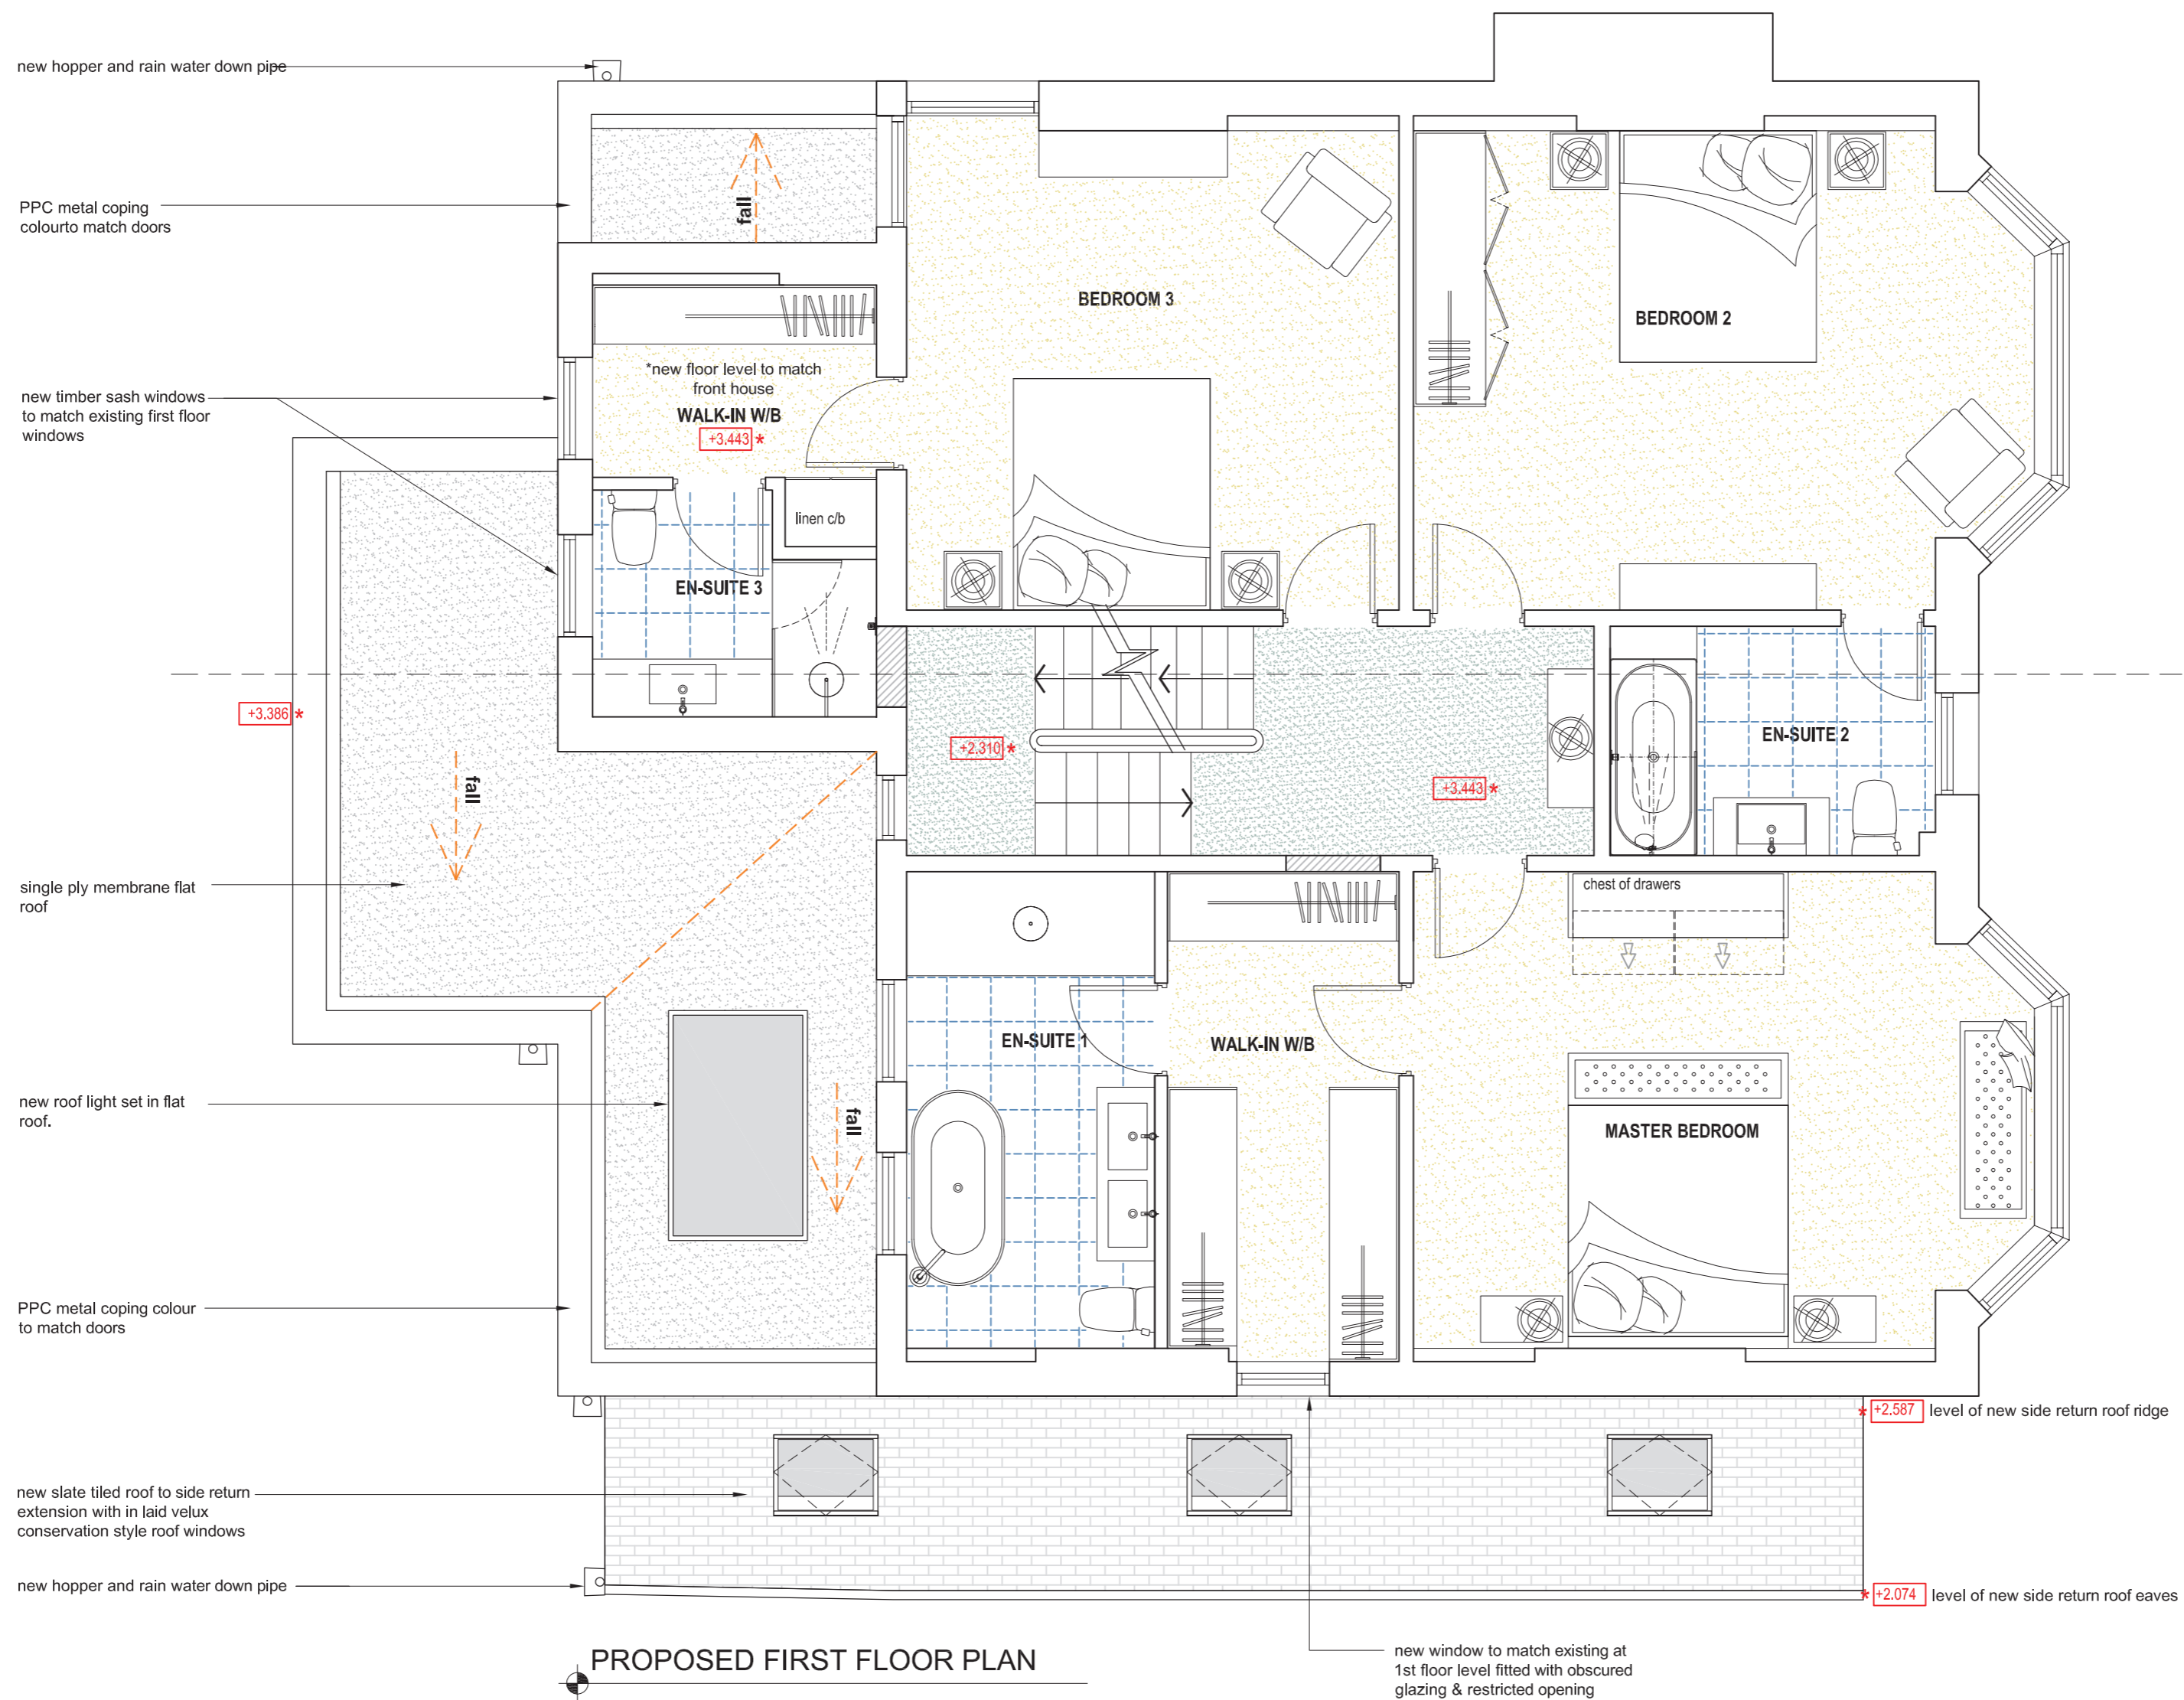 new hopper and rain water down pipe
PPC metal coping
colourto match doors
fall
BEDROOM 3
BEDROOM 2
*new floor level to match
front house
WALK-IN W/B
+3.443 *
new timber sash windows
to match existing first floor
windows
linen c/b
EN-SUITE 3
+3.386 *
+2.310 *
+3.443 *
EN-SUITE 2
fall
single ply membrane flat
roof
chest of drawers
EN-SUITE 1
WALK-IN W/B
new roof light set in flat
roof.
fall
MASTER BEDROOM
PPC metal coping colour
to match doors
* +2.587 level of new side return roof ridge
new slate tiled roof to side return
extension with in laid velux
conservation style roof windows
new hopper and rain water down pipe
* +2.074 level of new side return roof eaves
PROPOSED FIRST FLOOR PLAN
new window to match existing at
1st floor level fitted with obscured
glazing & restricted opening